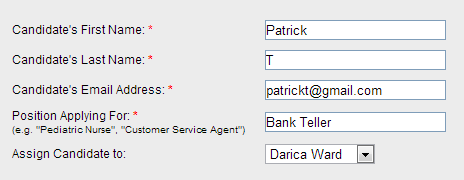 Candidate's First Name: * Patrick
Candidate's Last Name: * T
Candidate's Email Address: * patrickt@gmail.com
Position Applying For: * Bank Teller
(e.g. "Pediatric Nurse", "Customer Service Agent")
Assign Candidate to: Darica Ward